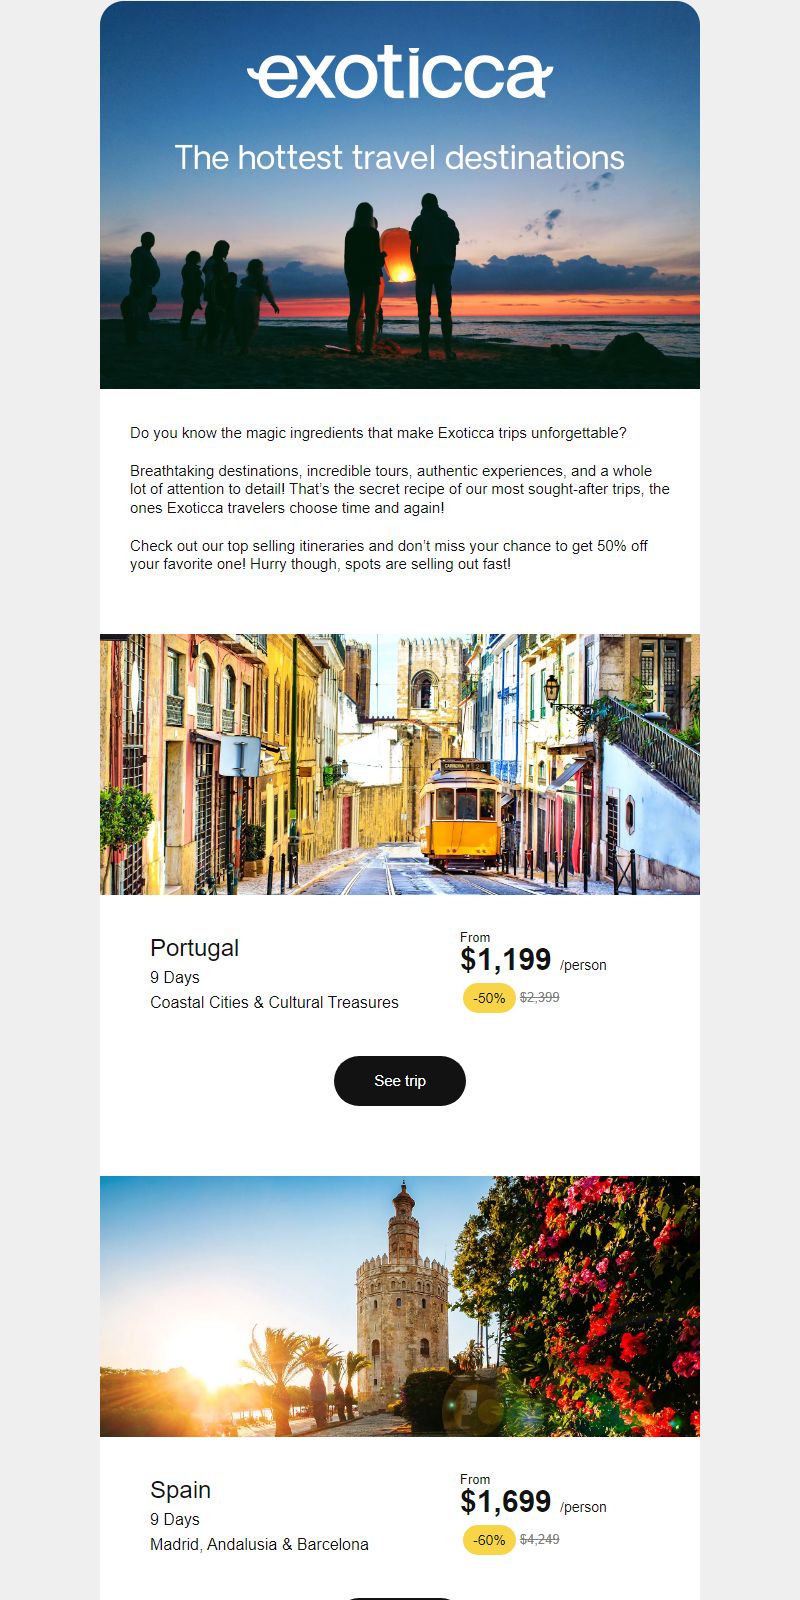 exoticca
The hottest travel destinations
Do you know the magic ingredients that make Exoticca trips unforgettable?
Breathtaking destinations, incredible tours, authentic experiences, and a whole
lot of attention to detail! That’s the secret recipe of our most sought-after trips, the
ones Exoticca travelers choose time and again!
Check out our top selling itineraries and don’t miss your chance to get 50% off
your favorite one! Hurry though, spots are selling out fast!
Portugal
9 Days
Coastal Cities & Cultural Treasures
From
$1,199 /person
-50% $2,399
See trip
Spain
9 Days
Madrid, Andalusia & Barcelona
From
$1,699 /person
-60% $4,249